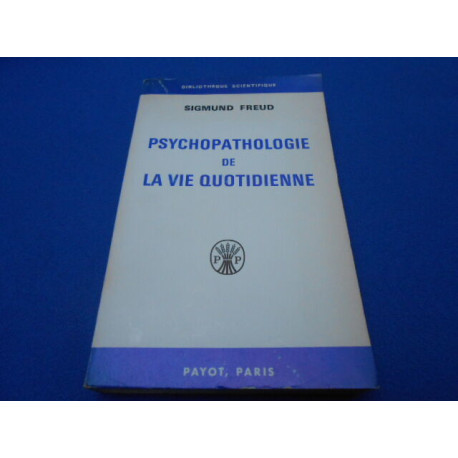 BIBLIOTHÈQUE SCIENTIFIQUE
SIGMUND FREUD
PSYCHOPATHOLOGIE
DE
LA VIE QUOTIDIENNE
P P
PAYOT, PARIS